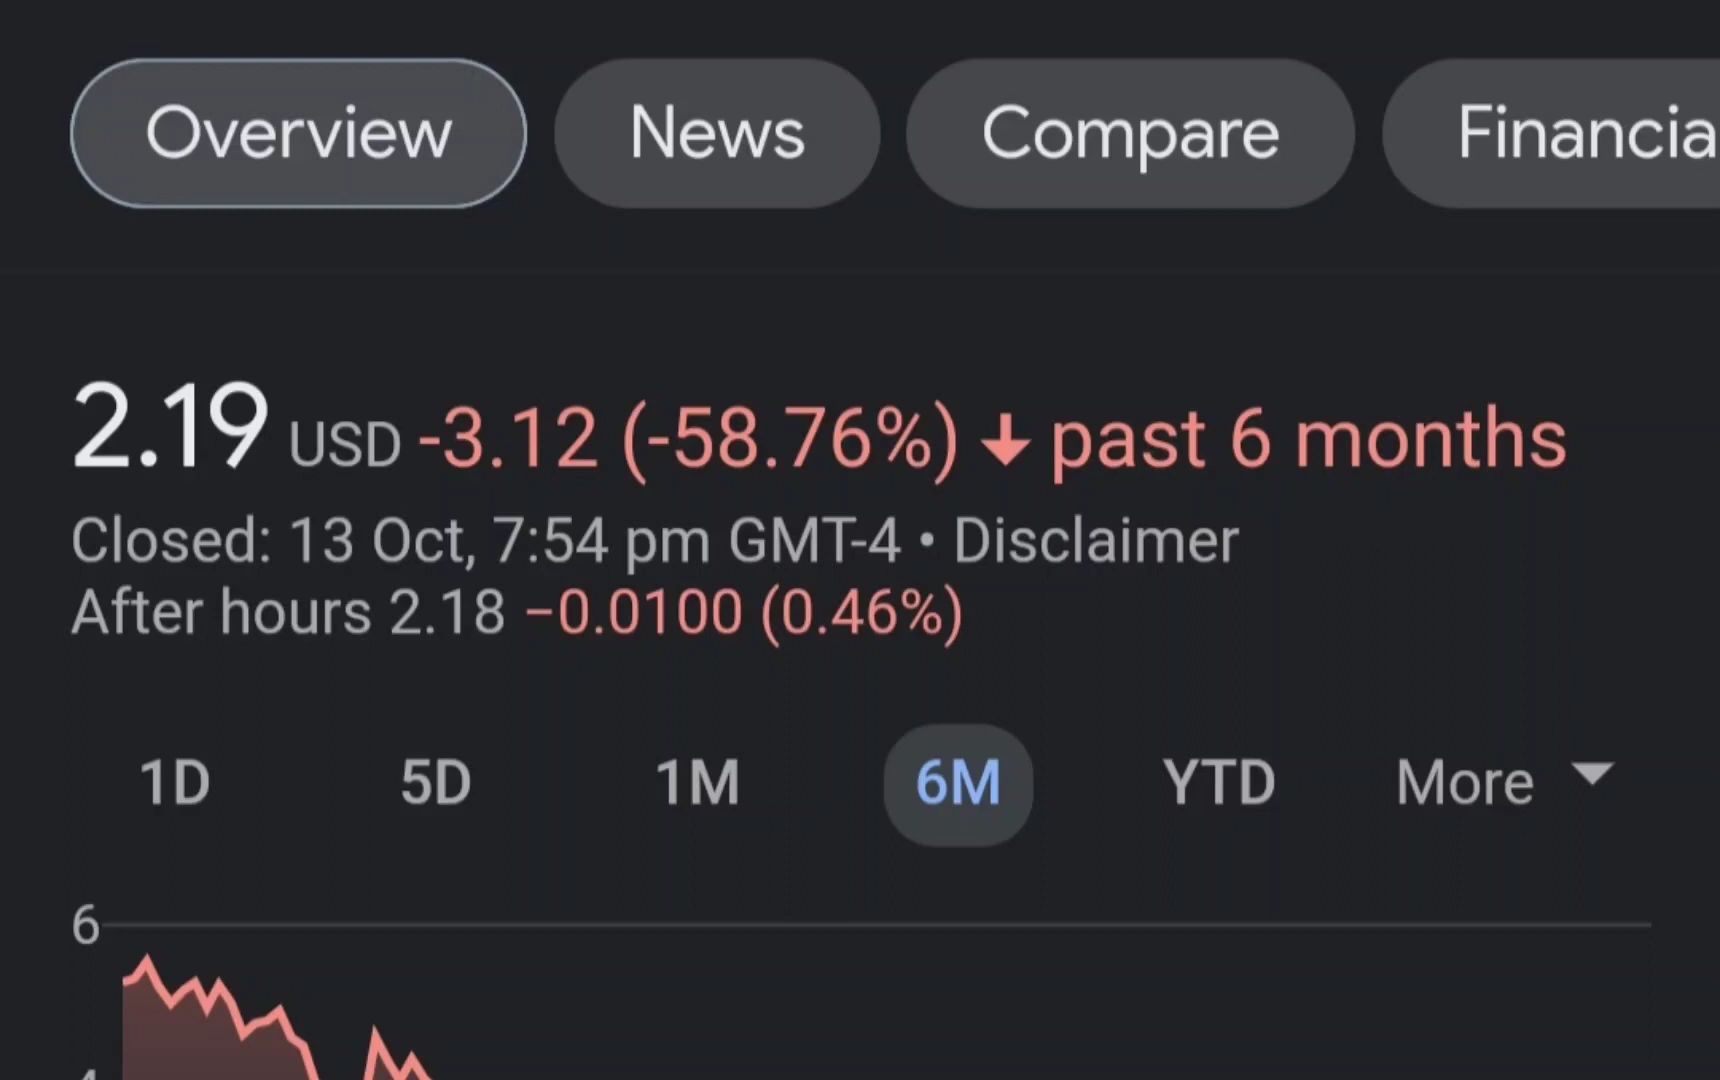 Overview News Compare Financia
2.19 USD -3.12 (-58.76%) ↓ past 6 months
Closed: 13 Oct, 7:54 pm GMT-4 • Disclaimer
After hours 2.18 −0.0100 (0.46%)
1D 5D 1M 6M YTD More
6
4